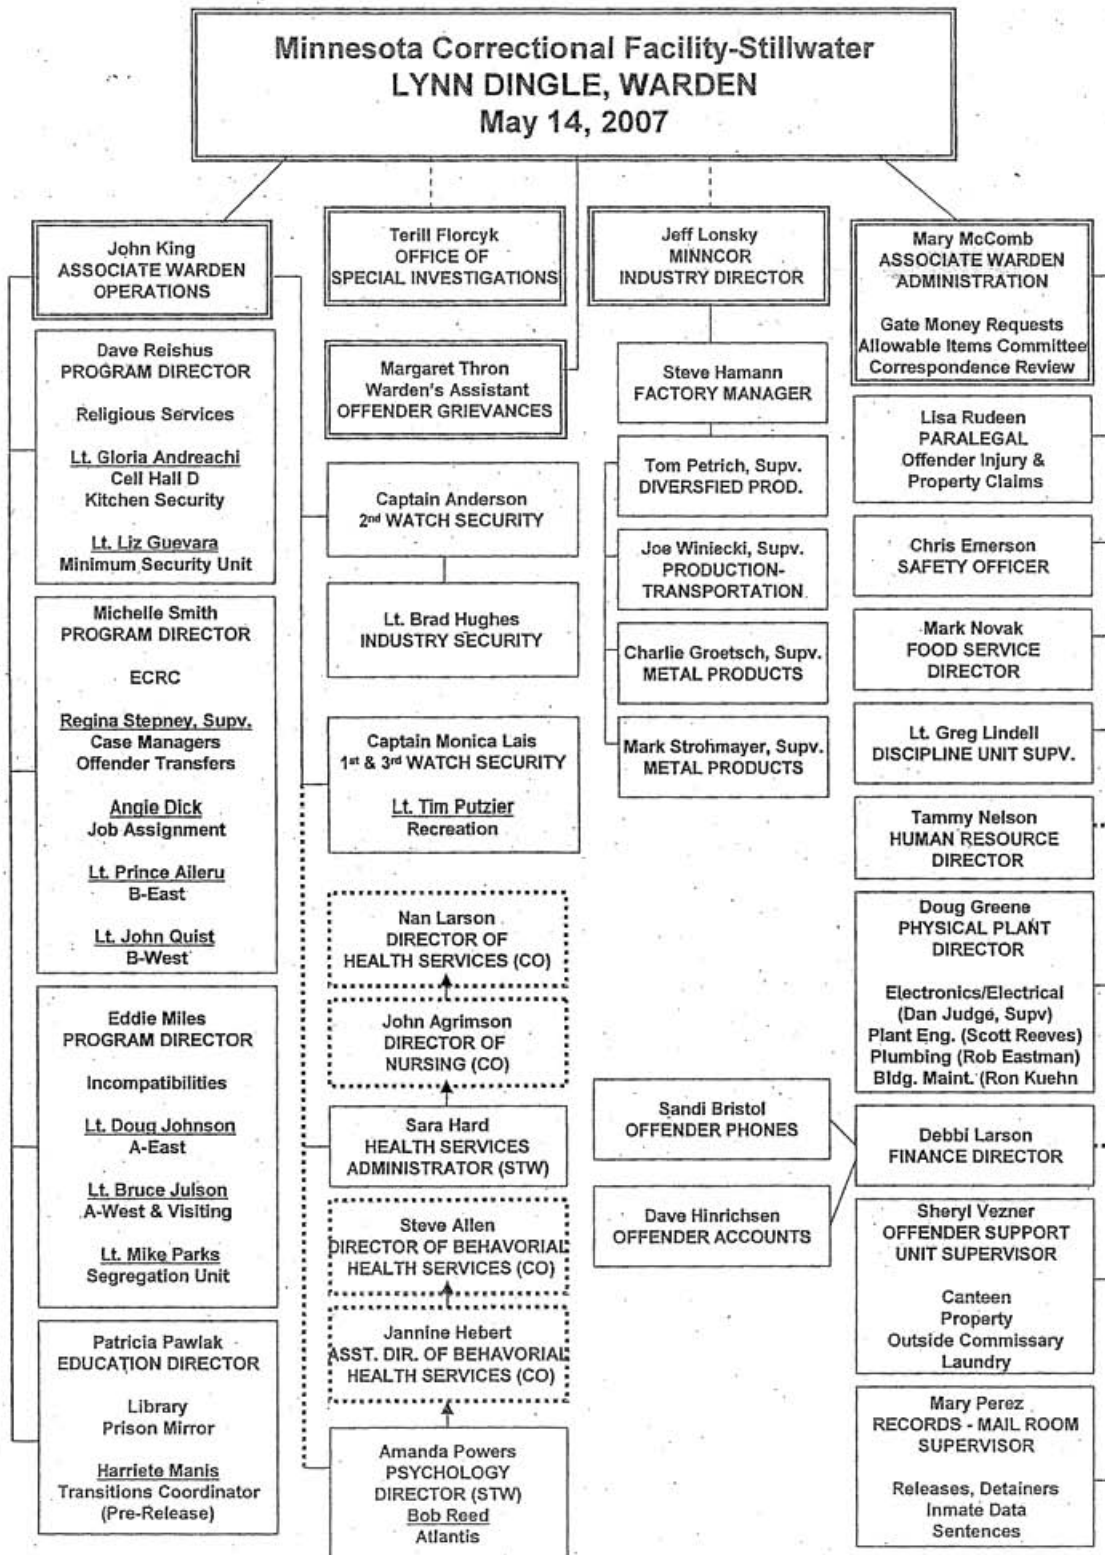 Minnesota Correctional Facility-Stillwater
LYNN DINGLE, WARDEN
May 14, 2007
John King
ASSOCIATE WARDEN
OPERATIONS
Dave Reishus
PROGRAM DIRECTOR
Religious Services
Lt. Gloria Andreachi
Cell Hall D
Kitchen Security
Lt. Liz Guevara
Minimum Security Unit
Michelle Smith
PROGRAM DIRECTOR
ECRC
Regina Stepney, Supv.
Case Managers
Offender Transfers
Angie Dick
Job Assignment
Lt. Prince Aileru
B-East
Lt. John Quist
B-West
Eddie Miles
PROGRAM DIRECTOR
Incompatibilities
Lt. Doug Johnson
A-East
Lt. Bruce Julson
A-West & Visiting
Lt. Mike Parks
Segregation Unit
Patricia Pawlak
EDUCATION DIRECTOR
Library
Prison Mirror
Harriete Manis
Transitions Coordinator
(Pre-Release)
Terill Florcyk
OFFICE OF
SPECIAL INVESTIGATIONS
Margaret Thron
Warden's Assistant
OFFENDER GRIEVANCES
Captain Anderson
2nd WATCH SECURITY
Lt. Brad Hughes
INDUSTRY SECURITY
Captain Monica Lais
1st & 3rd WATCH SECURITY
Lt. Tim Putzier
Recreation
Nan Larson
DIRECTOR OF
HEALTH SERVICES (CO)
John Agrimson
DIRECTOR OF
NURSING (CO)
Sara Hard
HEALTH SERVICES
ADMINISTRATOR (STW)
Steve Allen
DIRECTOR OF BEHAVORIAL
HEALTH SERVICES (CO)
Jannine Hebert
ASST. DIR. OF BEHAVORIAL
HEALTH SERVICES (CO)
Amanda Powers
PSYCHOLOGY
DIRECTOR (STW)
Bob Reed
Atlantis
Jeff Lonsky
MINNCOR
INDUSTRY DIRECTOR
Steve Hamann
FACTORY MANAGER
Tom Petrich, Supv.
DIVERSFIED PROD.
Joe Winiecki, Supv.
PRODUCTION-
TRANSPORTATION
Charlie Groetsch, Supv.
METAL PRODUCTS
Mark Strohmayer, Supv.
METAL PRODUCTS
Sandi Bristol
OFFENDER PHONES
Dave Hinrichsen
OFFENDER ACCOUNTS
Mary McComb
ASSOCIATE WARDEN
ADMINISTRATION
Gate Money Requests
Allowable Items Committee
Correspondence Review
Lisa Rudeen
PARALEGAL
Offender Injury &
Property Claims
Chris Emerson
SAFETY OFFICER
Mark Novak
FOOD SERVICE
DIRECTOR
Lt. Greg Lindell
DISCIPLINE UNIT SUPV.
Tammy Nelson
HUMAN RESOURCE
DIRECTOR
Doug Greene
PHYSICAL PLANT
DIRECTOR
Electronics/Electrical
(Dan Judge, Supv)
Plant Eng. (Scott Reeves)
Plumbing (Rob Eastman)
Bldg. Maint. (Ron Kuehn
Debbi Larson
FINANCE DIRECTOR
Sheryl Vezner
OFFENDER SUPPORT
UNIT SUPERVISOR
Canteen
Property
Outside Commissary
Laundry
Mary Perez
RECORDS - MAIL ROOM
SUPERVISOR
Releases, Detainers
Inmate Data
Sentences